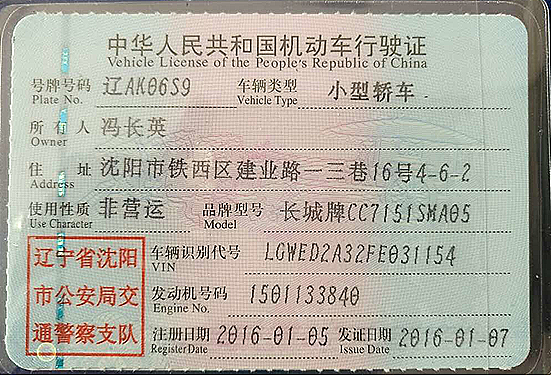 中华人民共和国机动车行驶证
Vehicle License of the People's Republic of China
号牌号码 辽AK06S9 车辆类型 小型轿车
Plate No. Vehicle Type
所有人 冯长英
Owner
住址 沈阳市铁西区建业路一三巷16号4-6-2
Address
使用性质 非营运 品牌型号 长城牌CC7151SMA05
Use Character Model
辽宁省沈阳
市公安局交
通警察支队
车辆识别代号 LGWED2A32FE031154
VIN
发动机号码 1501133840
Engine No.
注册日期 2016-01-05 发证日期 2016-01-07
Register Date Issue Date